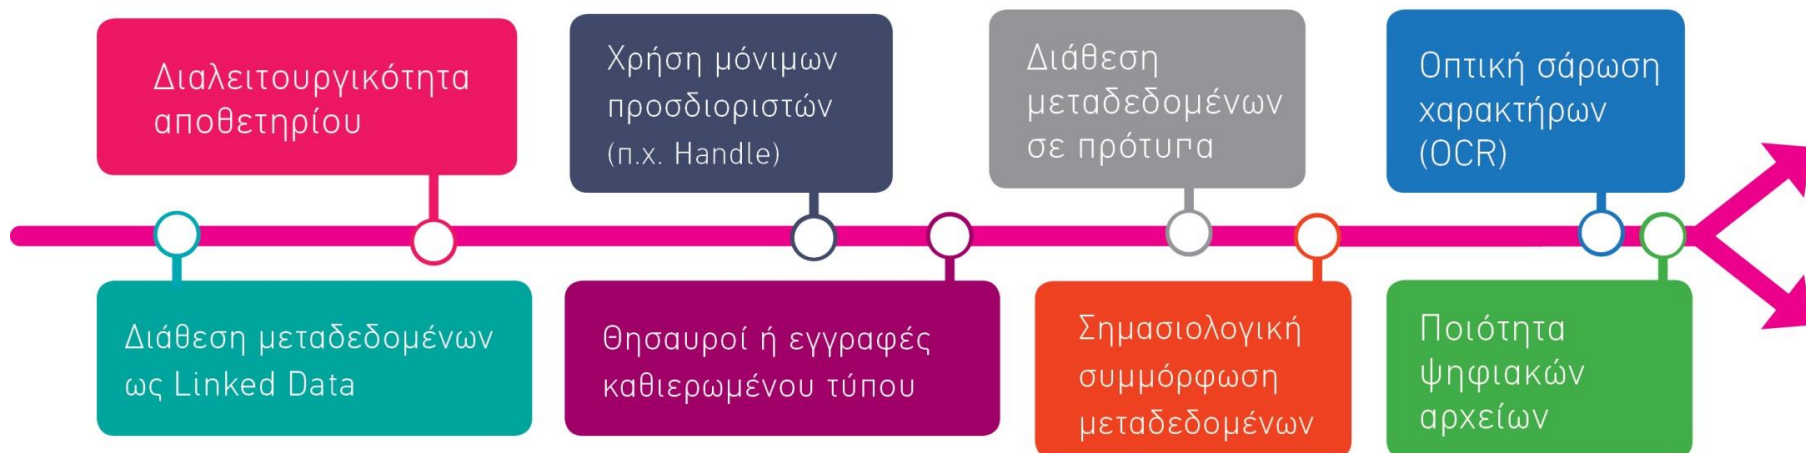 Διαλειτουργικότητα
αποθετηρίου
Χρήση μόνιμων
προσδιοριστών
(π.χ. Handle)
Διάθεση
μεταδεδομένων
σε πρότυπα
Οπτική σάρωση
χαρακτήρων
(OCR)
Διάθεση μεταδεδομένων
ως Linked Data
Θησαυροί ή εγγραφές
καθιερωμένου τύπου
Σημασιολογική
συμμόρφωση
μεταδεδομένων
Ποιότητα
ψηφιακών
αρχείων